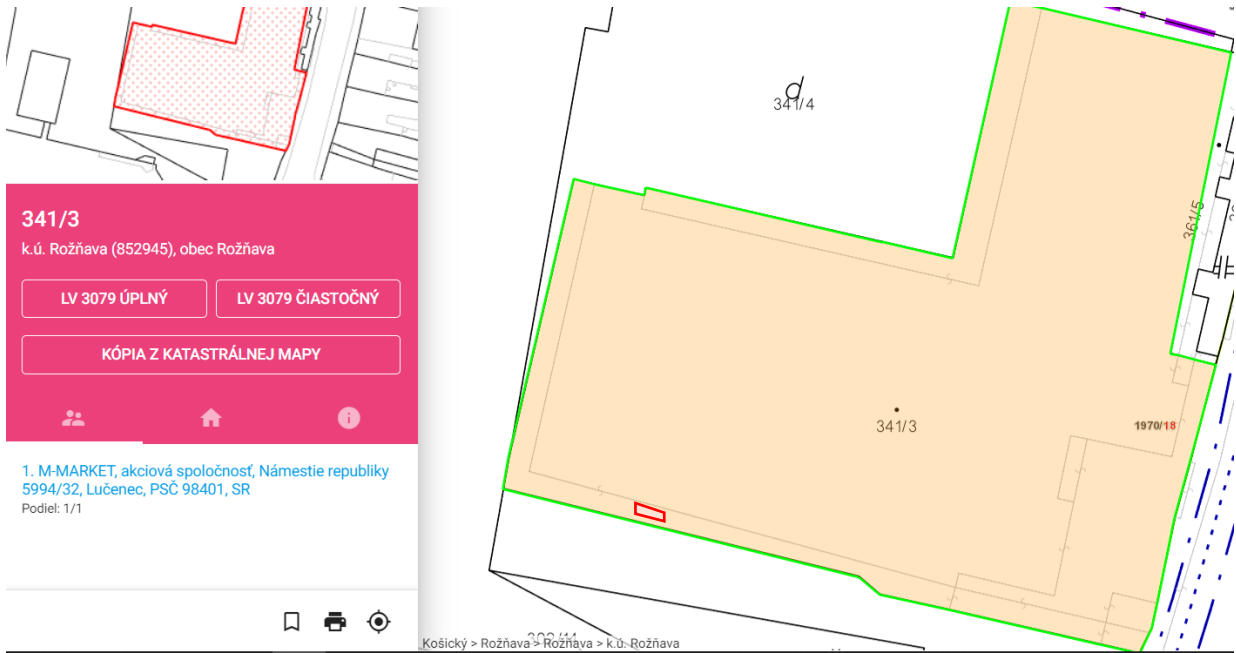 341/3
k.ú. Rožňava (852945), obec Rožňava
LV 3079 ÚPLNÝ
LV 3079 ČIASTOČNÝ
KÓPIA Z KATASTRÁLNEJ MAPY
1. M-MARKET, akciová spoločnosť, Námestie republiky
5994/32, Lučenec, PSČ 98401, SR
Podiel: 1/1
341/4
361/5
341/3
1970/18
Košický > Rožňava > Rožňava > k.ú. Rožňava